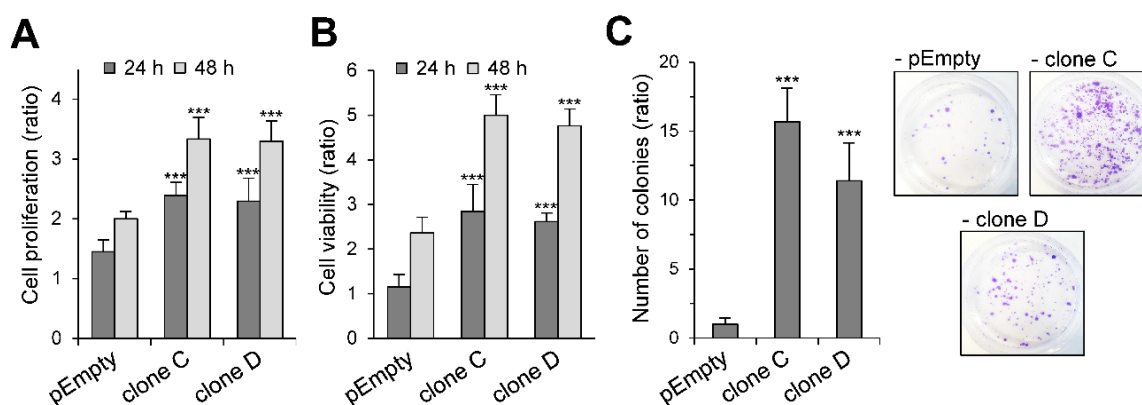 A
24 h 48 h
Cell proliferation (ratio)
4
3
2
1
0
pEmpty
clone C
clone D
***
***
***
***
B
24 h 48 h
Cell viability (ratio)
6
5
4
3
2
1
0
pEmpty
clone C
clone D
***
***
***
***
C
Number of colonies (ratio)
20
15
10
5
0
pEmpty
clone C
clone D
***
***
- pEmpty
- clone C
- clone D